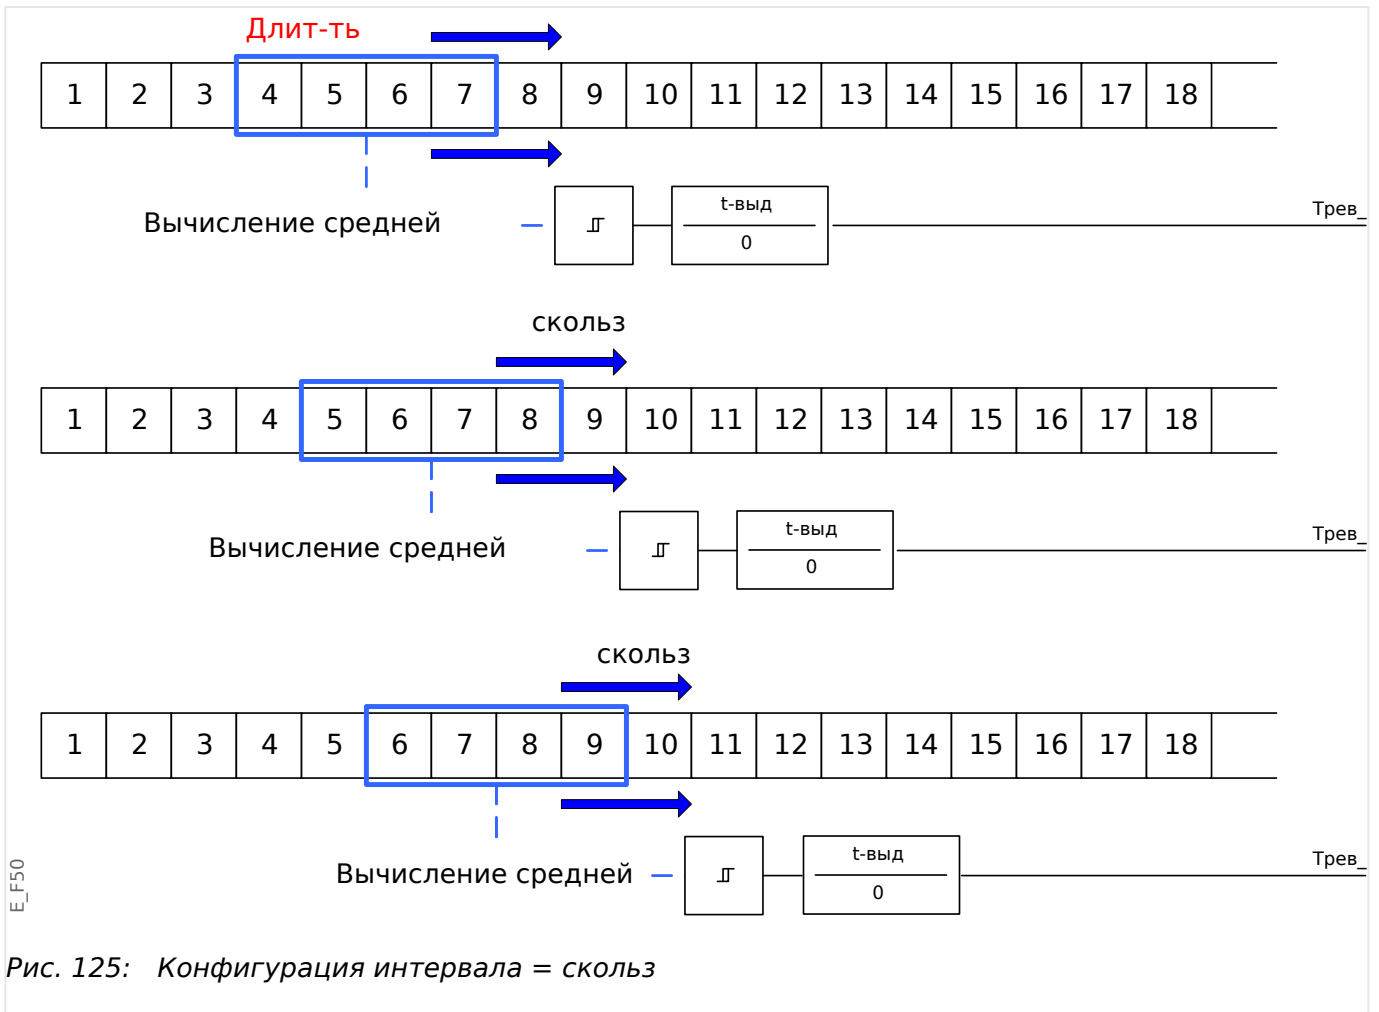 Длит-ть
1 2 3 4 5 6 7 8 9 10 11 12 13 14 15 16 17 18
Вычисление средней
t-выд
0
Трев_
скольз
1 2 3 4 5 6 7 8 9 10 11 12 13 14 15 16 17 18
Вычисление средней
t-выд
0
Трев_
скольз
1 2 3 4 5 6 7 8 9 10 11 12 13 14 15 16 17 18
Вычисление средней
t-выд
0
Трев_
E_F50
Рис. 125: Конфигурация интервала = скольз